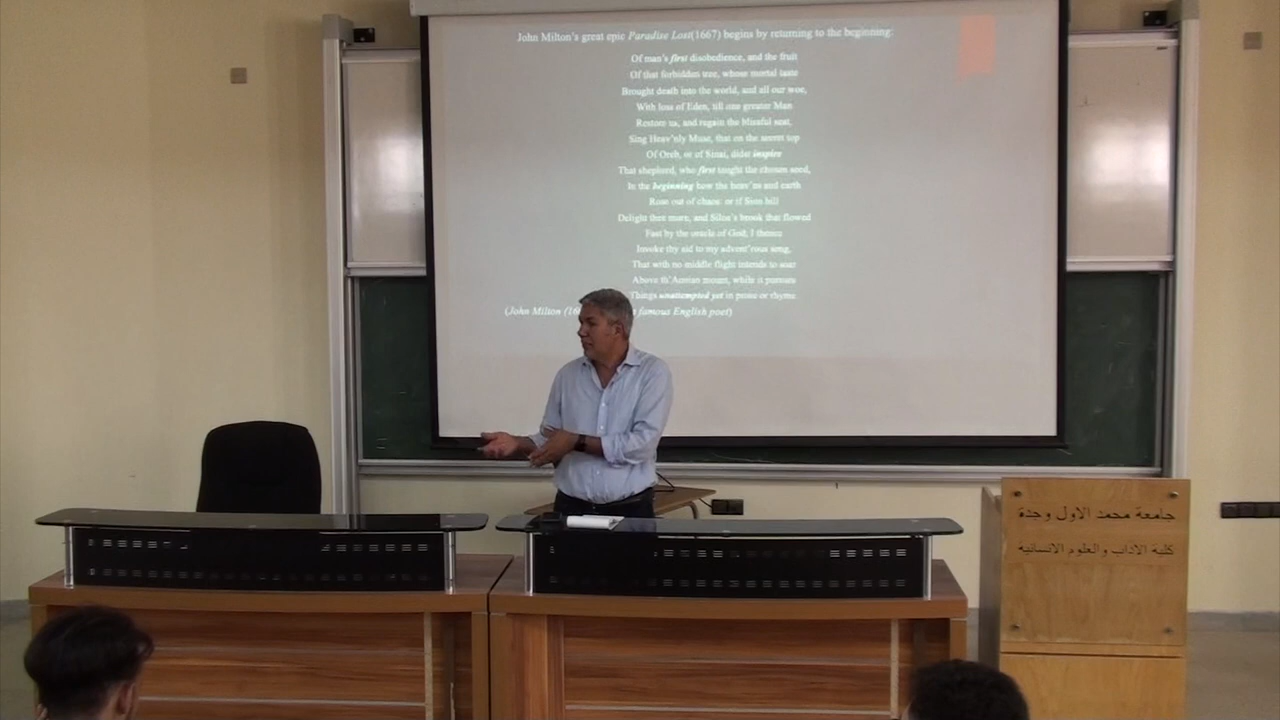 John Milton's great epic Paradise Lost(1667) begins by returning to the beginning:
Of man's first disobedience, and the fruit
Of that forbidden tree, whose mortal taste
Brought death into the world, and all our woe,
With loss of Eden, till one greater Man
Restore us, and regain the blissful seat,
Sing Heav'nly Muse, that on the secret top
Of Oreb, or of Sinai, didst inspire
That shepherd, who first taught the chosen seed,
In the beginning how the heav'ns and earth
Rose out of chaos: or if Sion hill
Delight thee more, and Siloa's brook that flowed
Fast by the oracle of God; I thence
Invoke thy aid to my advent'rous song,
That with no middle flight intends to soar
Above th'Aonian mount, while it pursues
Things unattempted yet in prose or rhyme.
(John Milton (16 famous English poet)
جامعة محمد الاول وجدة
كلية الاداب والعلوم الانسانية